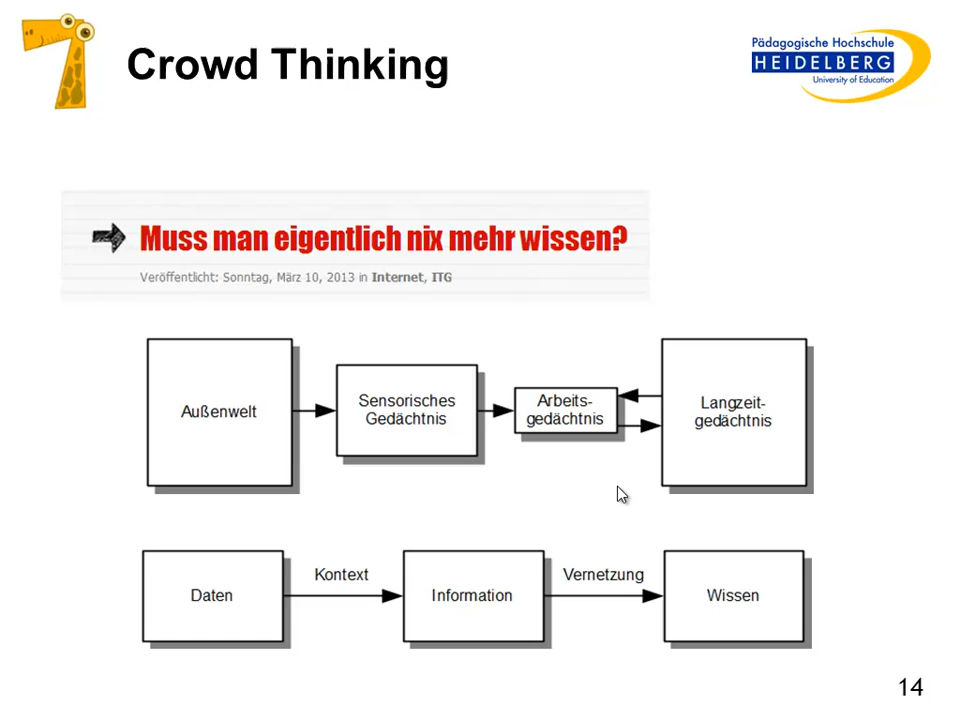 Crowd Thinking
Pädagogische Hochschule
HEIDELBERG
University of Education
Muss man eigentlich nix mehr wissen?
Veröffentlicht: Sonntag, März 10, 2013 in Internet, ITG
Außenwelt
Sensorisches
Gedächtnis
Arbeits-
gedächtnis
Langzeit-
gedächtnis
Daten
Kontext
Information
Vernetzung
Wissen
14